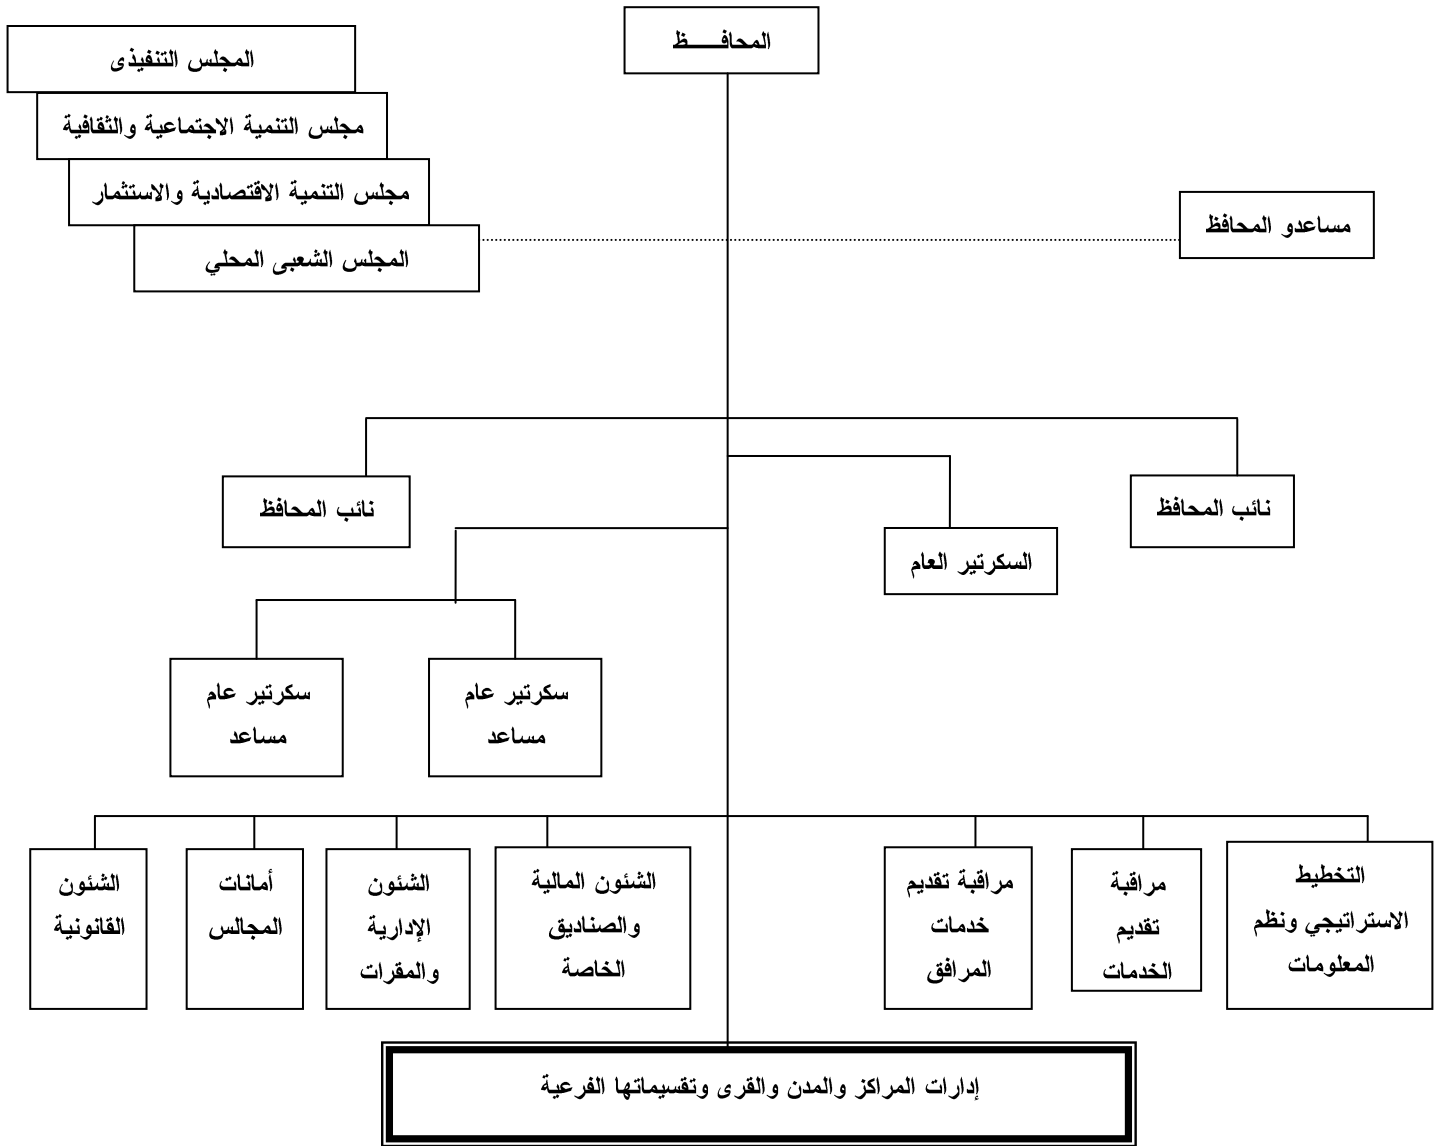 المحافـــــظ
المجلس التنفيذى
مجلس التنمية الاجتماعية والثقافية
مجلس التنمية الاقتصادية والاستثمار
المجلس الشعبى المحلي
مساعدو المحافظ
نائب المحافظ
نائب المحافظ
السكرتير العام
سكرتير عام
مساعد
سكرتير عام
مساعد
التخطيط
الاستراتيجي ونظم
المعلومات
مراقبة
تقديم
الخدمات
مراقبة تقديم
خدمات
المرافق
الشئون المالية
والصناديق
الخاصة
الشئون
الإدارية
والمقرات
أمانات
المجالس
الشئون
القانونية
إدارات المراكز والمدن والقرى وتقسيماتها الفرعية